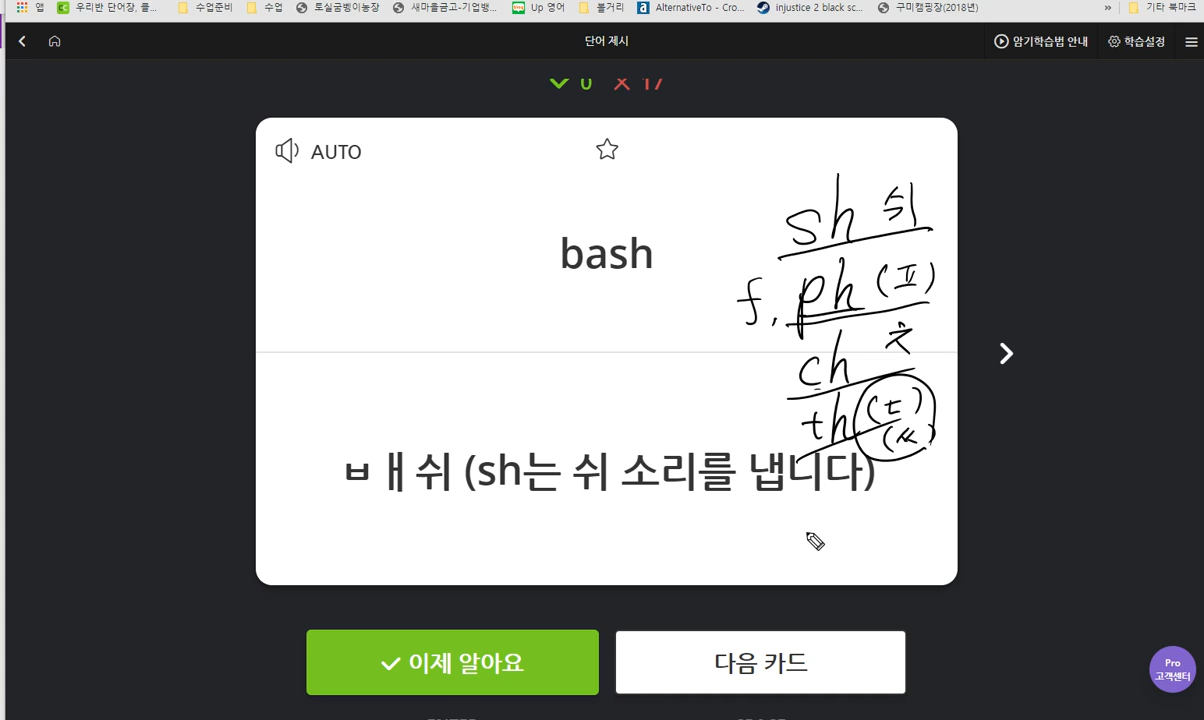 앱 우리반 단어장, 클... 수업준비 수업 토실굼벵이농장 새마을금고-기업뱅... Up 영어 볼거리 AlternativeTo - Cro... injustice 2 black sc... 구미캠핑장(2018년) » 기타 북마크
단어 제시 암기학습법 안내 학습설정
0 17
AUTO
sh 쉬
bash
f, ph (ㅍ)
ch ㅊ
th (ㄷ)
(ㅆ)
ㅂㅐ쉬 (sh는 쉬 소리를 냅니다)
이제 알아요 다음 카드
Pro
고객센터